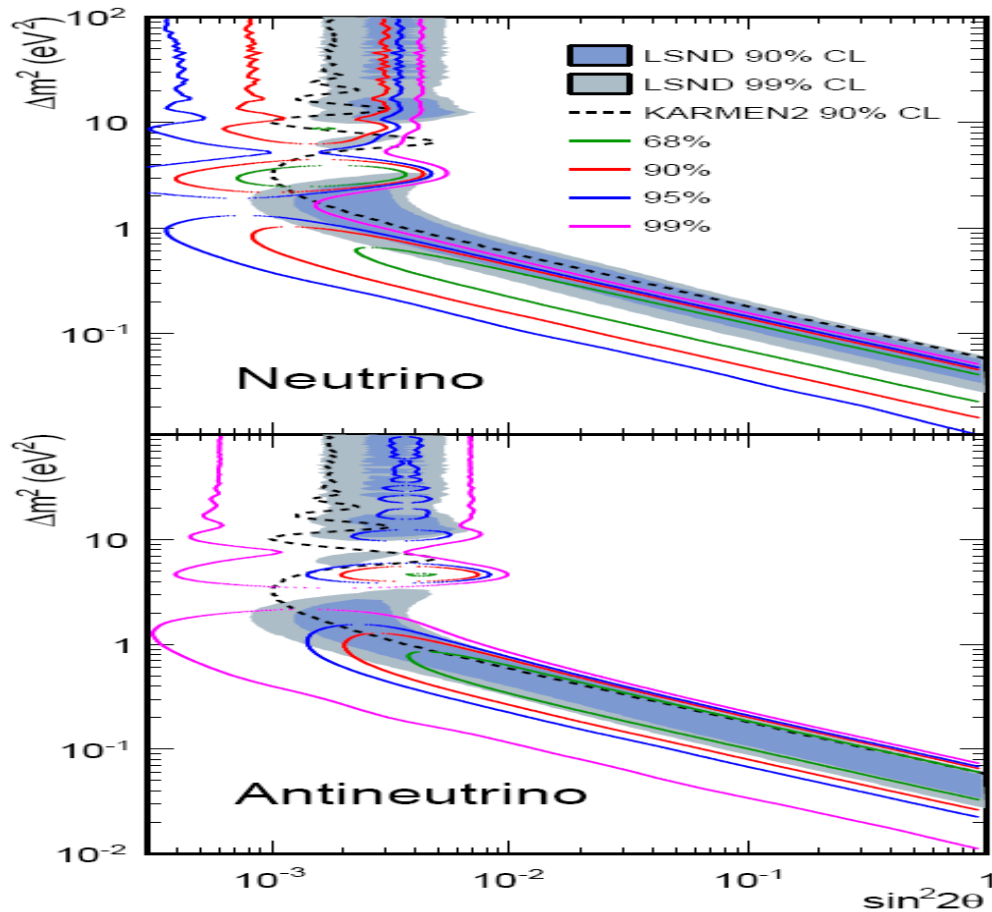 10²
Δm² (eV²)
10
1
10⁻¹
LSND 90% CL
LSND 99% CL
KARMEN2 90% CL
68%
90%
95%
99%
Neutrino
Δm² (eV²)
10
1
10⁻¹
10⁻²
Antineutrino
10⁻³ 10⁻² 10⁻¹ 1
sin²2θ